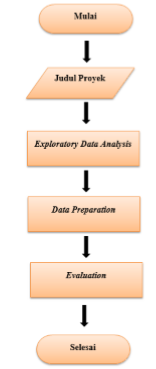 Mulai
Judul Proyek
Exploratory Data Analysis
Data Preparation
Evaluation
Selesai